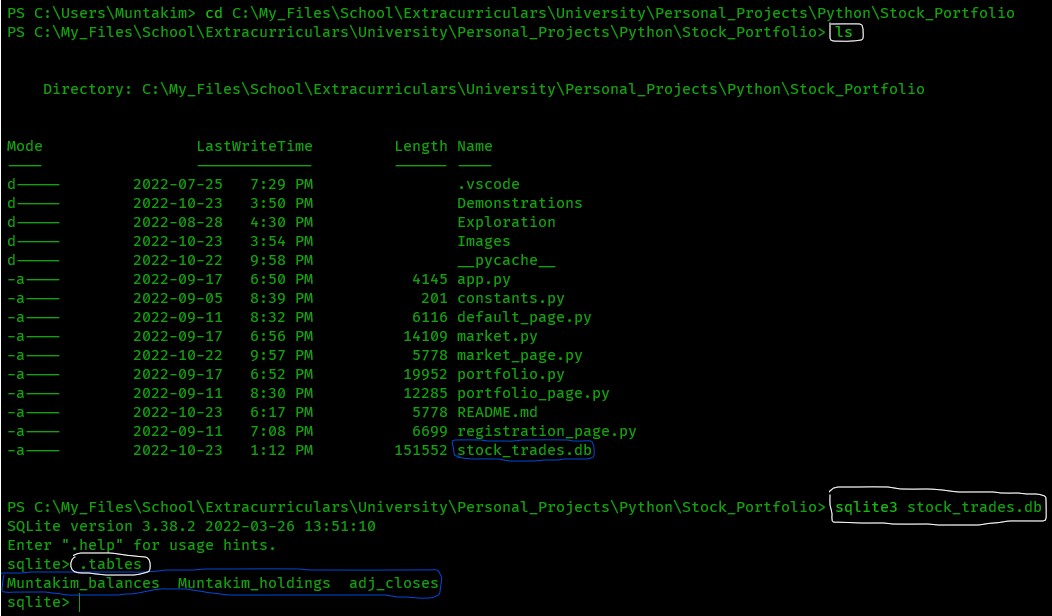 PS C:\Users\Muntakim> cd C:\My_Files\School\Extracurriculars\University\Personal_Projects\Python\Stock_Portfolio
PS C:\My_Files\School\Extracurriculars\University\Personal_Projects\Python\Stock_Portfolio> ls
Directory: C:\My_Files\School\Extracurriculars\University\Personal_Projects\Python\Stock_Portfolio
Mode LastWriteTime Length Name
---- ------------- ------ ----
d----- 2022-07-25 7:29 PM .vscode
d----- 2022-10-23 3:50 PM Demonstrations
d----- 2022-08-28 4:30 PM Exploration
d----- 2022-10-23 3:54 PM Images
d----- 2022-10-22 9:58 PM __pycache__
-a---- 2022-09-17 6:50 PM 4145 app.py
-a---- 2022-09-05 8:39 PM 201 constants.py
-a---- 2022-09-11 8:32 PM 6116 default_page.py
-a---- 2022-09-17 6:56 PM 14109 market.py
-a---- 2022-10-22 9:57 PM 5778 market_page.py
-a---- 2022-09-17 6:52 PM 19952 portfolio.py
-a---- 2022-09-11 8:30 PM 12285 portfolio_page.py
-a---- 2022-10-23 6:17 PM 5778 README.md
-a---- 2022-09-11 7:08 PM 6699 registration_page.py
-a---- 2022-10-23 1:12 PM 151552 stock_trades.db
PS C:\My_Files\School\Extracurriculars\University\Personal_Projects\Python\Stock_Portfolio> sqlite3 stock_trades.db
SQLite version 3.38.2 2022-03-26 13:51:10
Enter ".help" for usage hints.
sqlite> .tables
Muntakim_balances Muntakim_holdings adj_closes
sqlite>